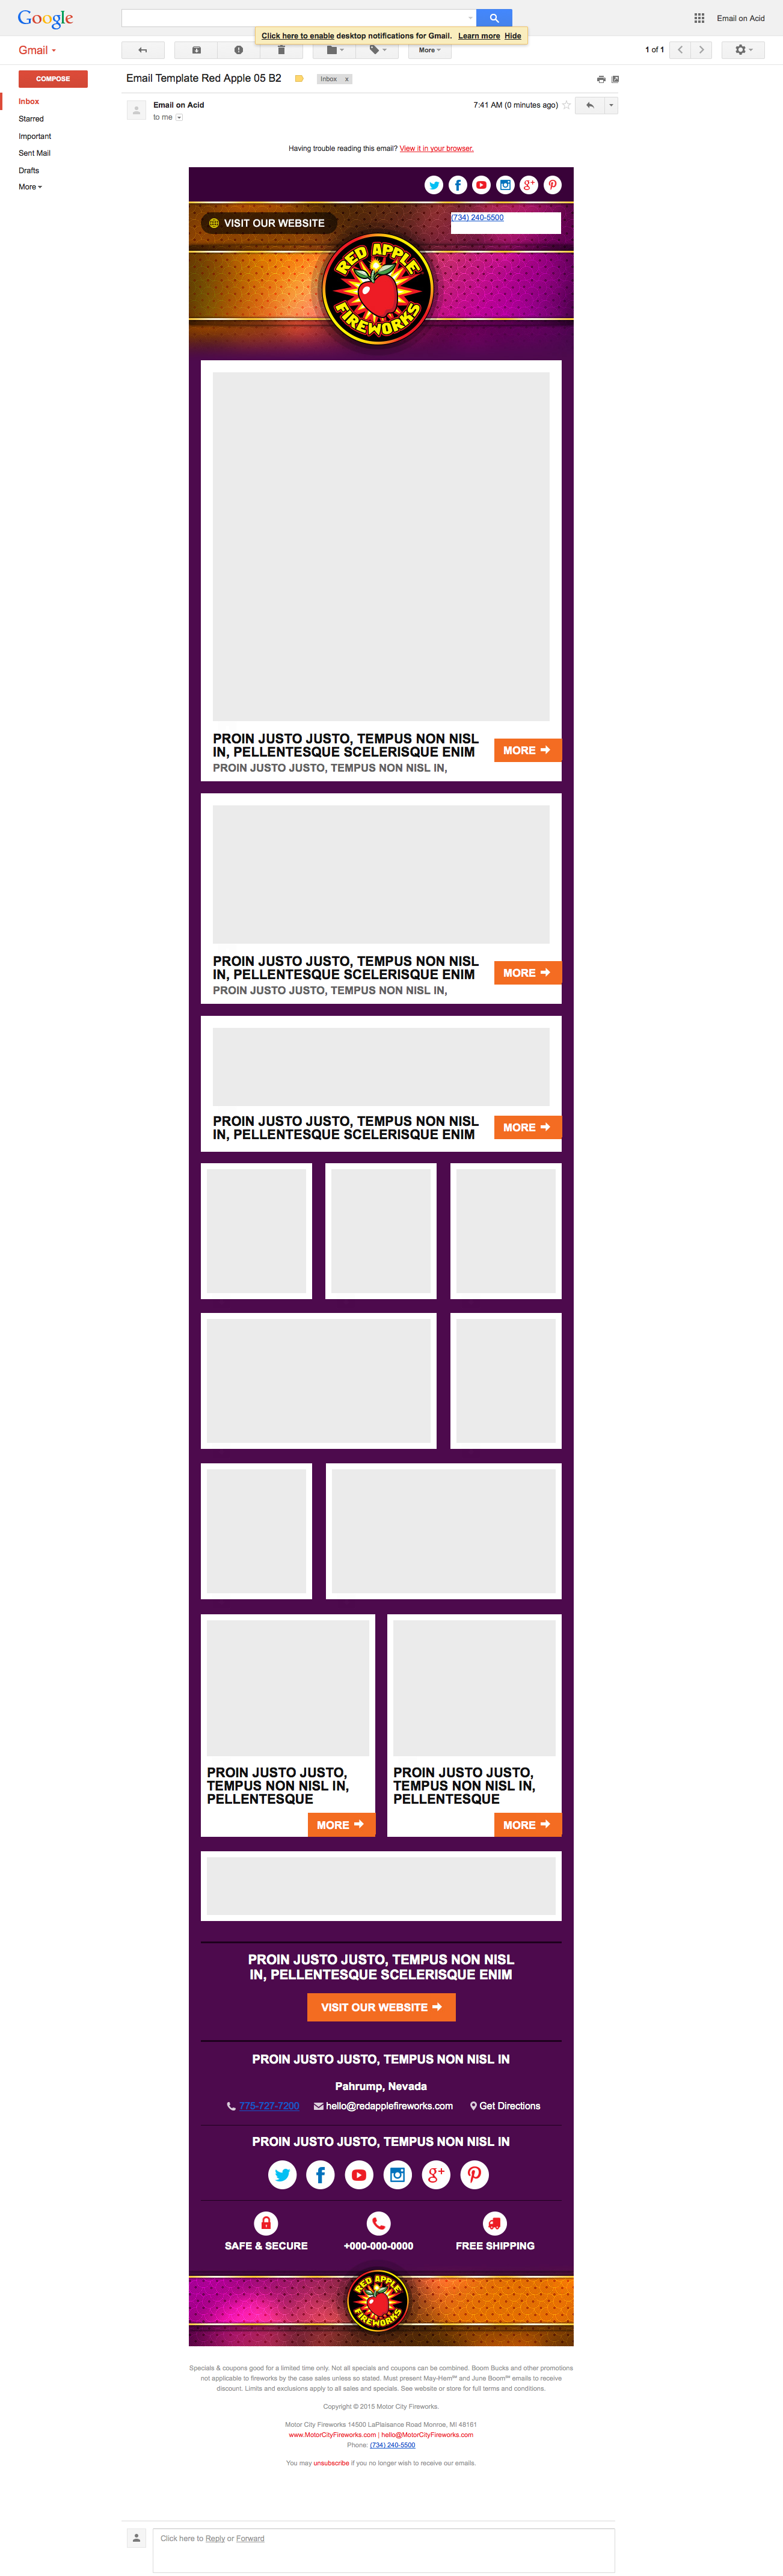 Google
Email on Acid
Click here to enable desktop notifications for Gmail. Learn more Hide
Gmail
More
1 of 1
COMPOSE
Inbox
Starred
Important
Sent Mail
Drafts
More
Email Template Red Apple 05 B2
Inbox x
Email on Acid
to me
7:41 AM (0 minutes ago)
Having trouble reading this email? View it in your browser.
VISIT OUR WEBSITE
(734) 240-5500
RED APPLE
FIREWORKS
PROIN JUSTO JUSTO, TEMPUS NON NISL
IN, PELLENTESQUE SCELERISQUE ENIM
PROIN JUSTO JUSTO, TEMPUS NON NISL IN,
MORE
PROIN JUSTO JUSTO, TEMPUS NON NISL
IN, PELLENTESQUE SCELERISQUE ENIM
PROIN JUSTO JUSTO, TEMPUS NON NISL IN,
MORE
PROIN JUSTO JUSTO, TEMPUS NON NISL
IN, PELLENTESQUE SCELERISQUE ENIM
MORE
PROIN JUSTO JUSTO,
TEMPUS NON NISL IN,
PELLENTESQUE
MORE
PROIN JUSTO JUSTO,
TEMPUS NON NISL IN,
PELLENTESQUE
MORE
PROIN JUSTO JUSTO, TEMPUS NON NISL
IN, PELLENTESQUE SCELERISQUE ENIM
VISIT OUR WEBSITE
PROIN JUSTO JUSTO, TEMPUS NON NISL IN
Pahrump, Nevada
775-727-7200 hello@redapplefireworks.com Get Directions
PROIN JUSTO JUSTO, TEMPUS NON NISL IN
SAFE & SECURE
+000-000-0000
FREE SHIPPING
RED APPLE
FIREWORKS
Specials & coupons good for a limited time only. Not all specials and coupons can be combined. Boom Bucks and other promotions
not applicable to fireworks by the case sales unless so stated. Must present May-Hem℠ and June Boom℠ emails to receive
discount. Limits and exclusions apply to all sales and specials. See website or store for full terms and conditions.
Copyright © 2015 Motor City Fireworks.
Motor City Fireworks 14500 LaPlaisance Road Monroe, MI 48161
www.MotorCityFireworks.com | hello@MotorCityFireworks.com
Phone: (734) 240-5500
You may unsubscribe if you no longer wish to receive our emails.
Click here to Reply or Forward